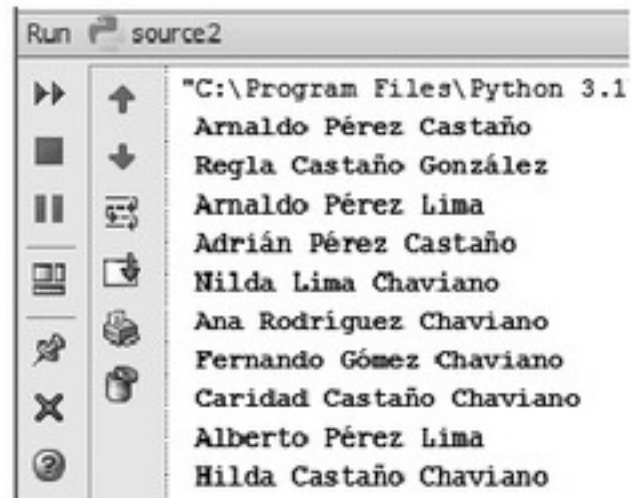 Run source2
"C:\Program Files\Python 3.1
Arnaldo Pérez Castaño
Regla Castaño González
Arnaldo Pérez Lima
Adrián Pérez Castaño
Nilda Lima Chaviano
Ana Rodríguez Chaviano
Fernando Gómez Chaviano
Caridad Castaño Chaviano
Alberto Pérez Lima
Hilda Castaño Chaviano